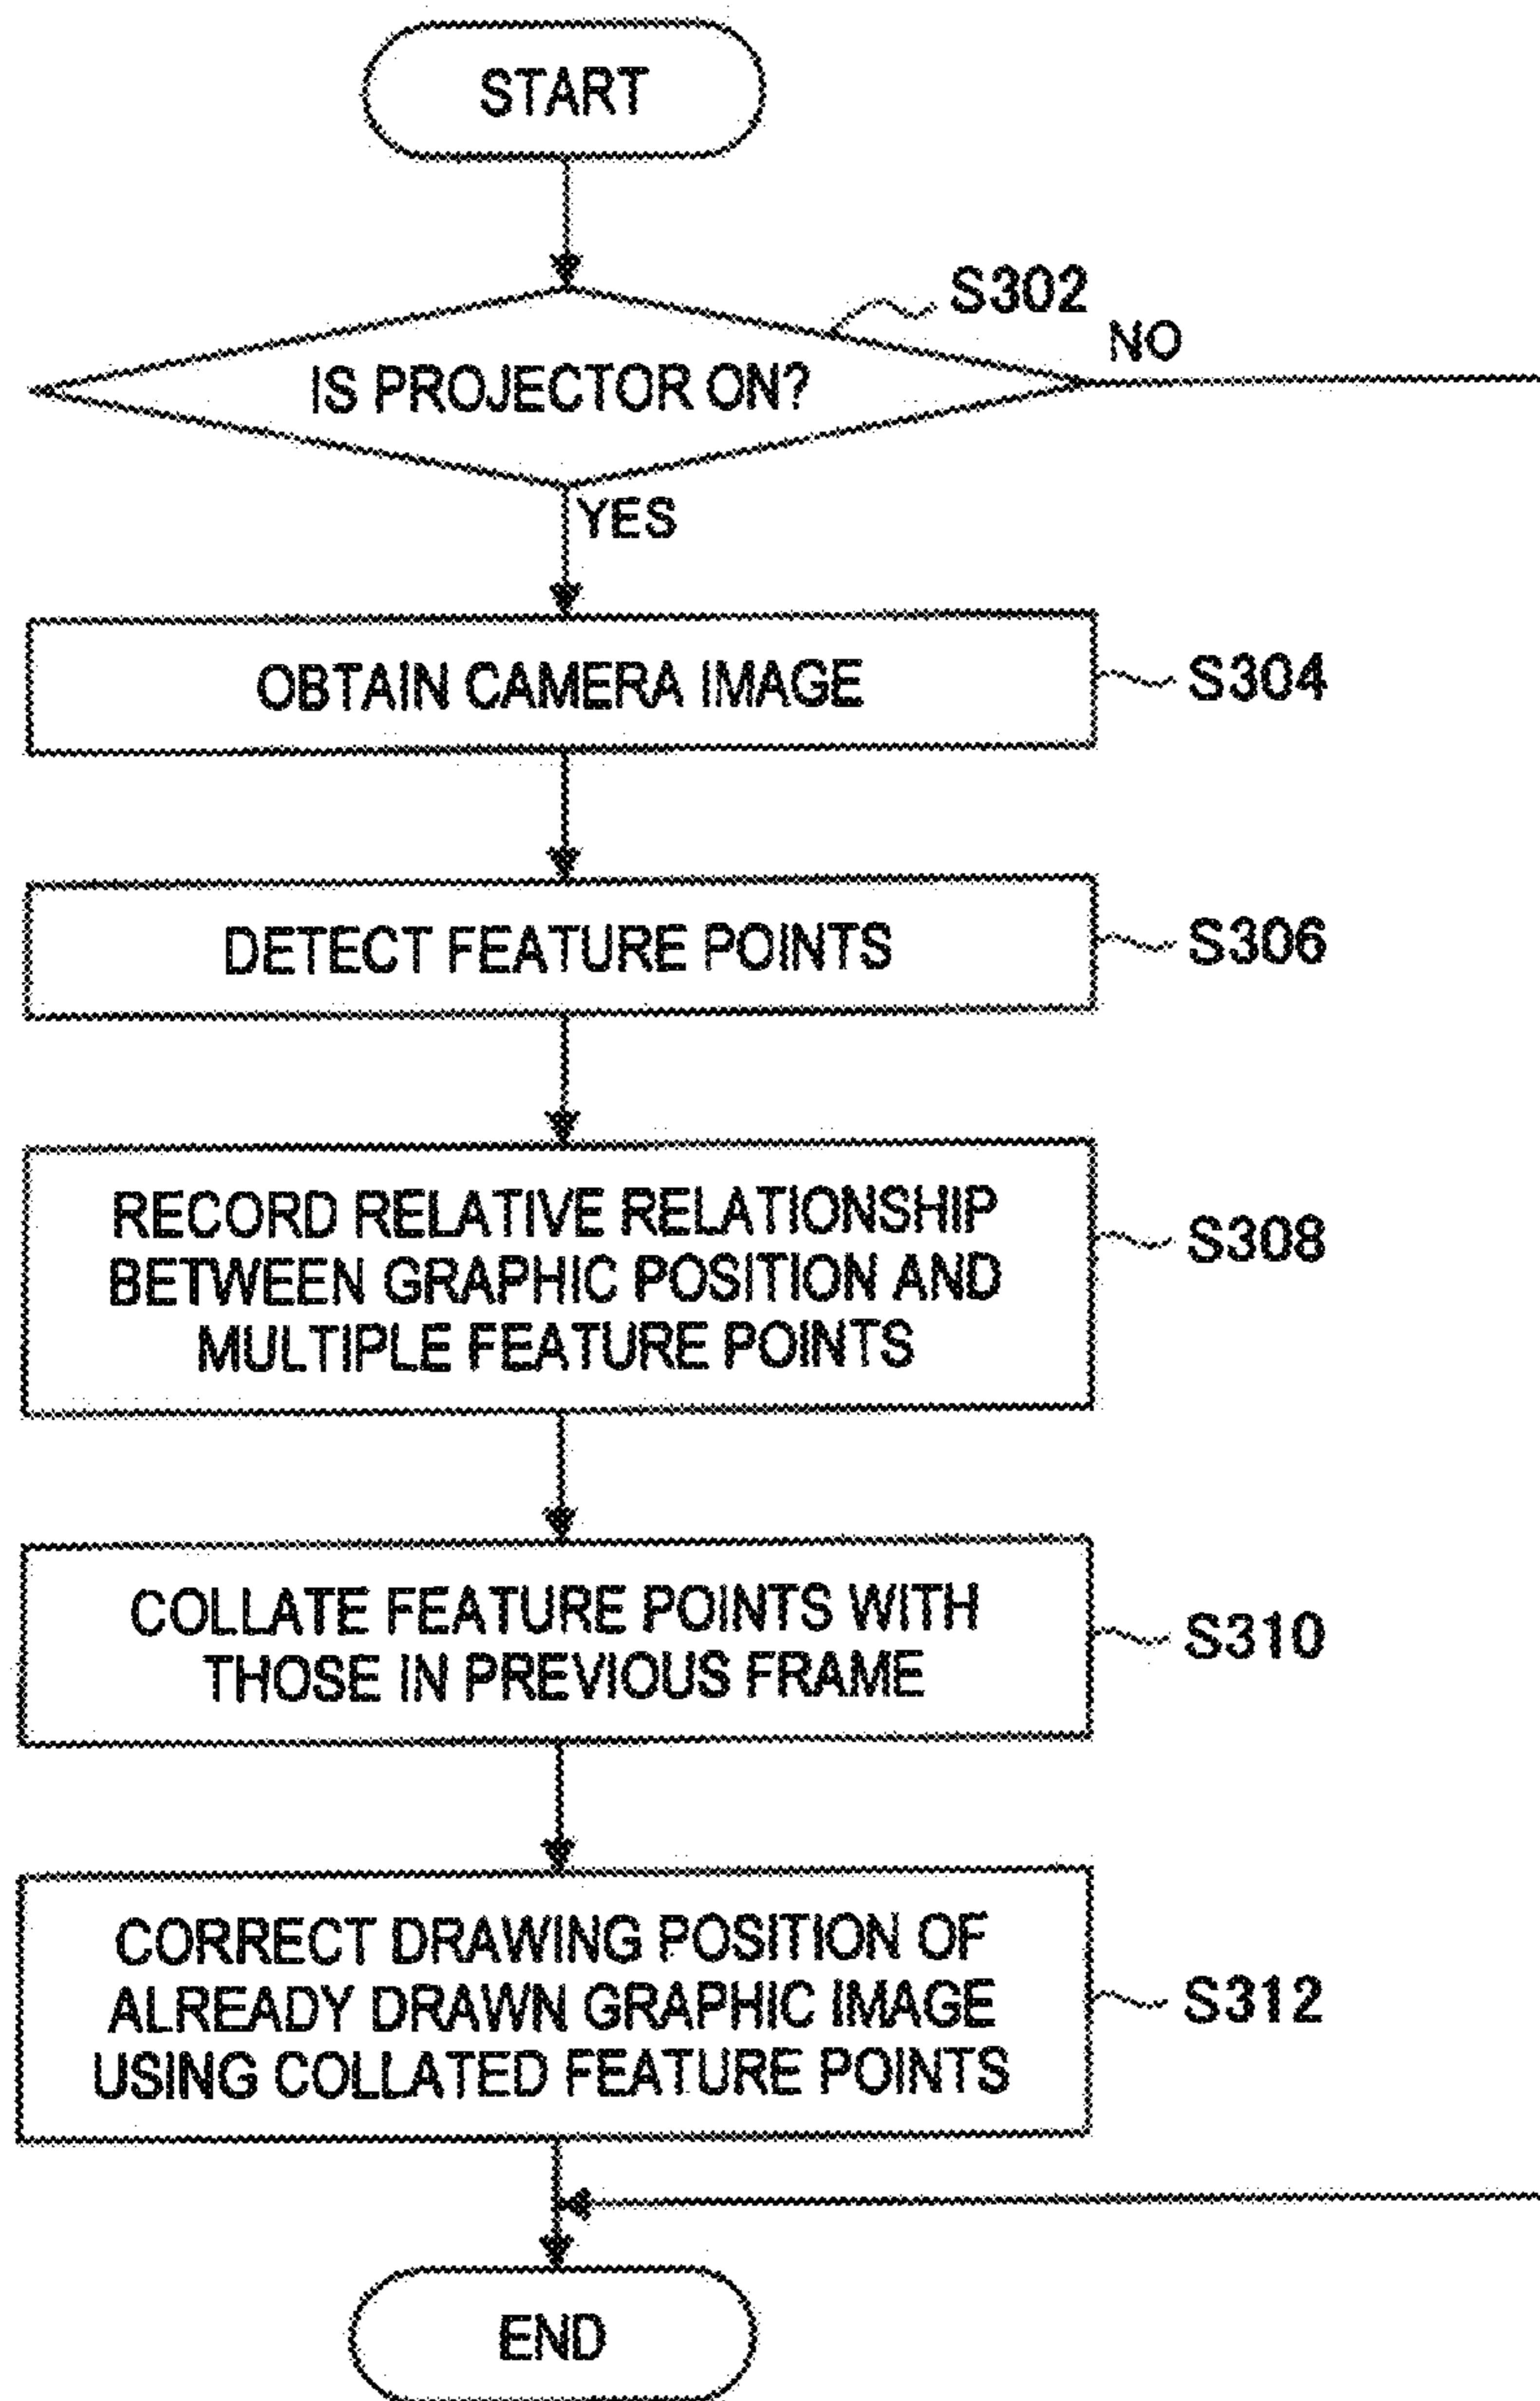 START
S302
NO
IS PROJECTOR ON?
YES
OBTAIN CAMERA IMAGE
S304
DETECT FEATURE POINTS
S306
RECORD RELATIVE RELATIONSHIP
BETWEEN GRAPHIC POSITION AND
MULTIPLE FEATURE POINTS
S308
COLLATE FEATURE POINTS WITH
THOSE IN PREVIOUS FRAME
S310
CORRECT DRAWING POSITION OF
ALREADY DRAWN GRAPHIC IMAGE
USING COLLATED FEATURE POINTS
S312
END